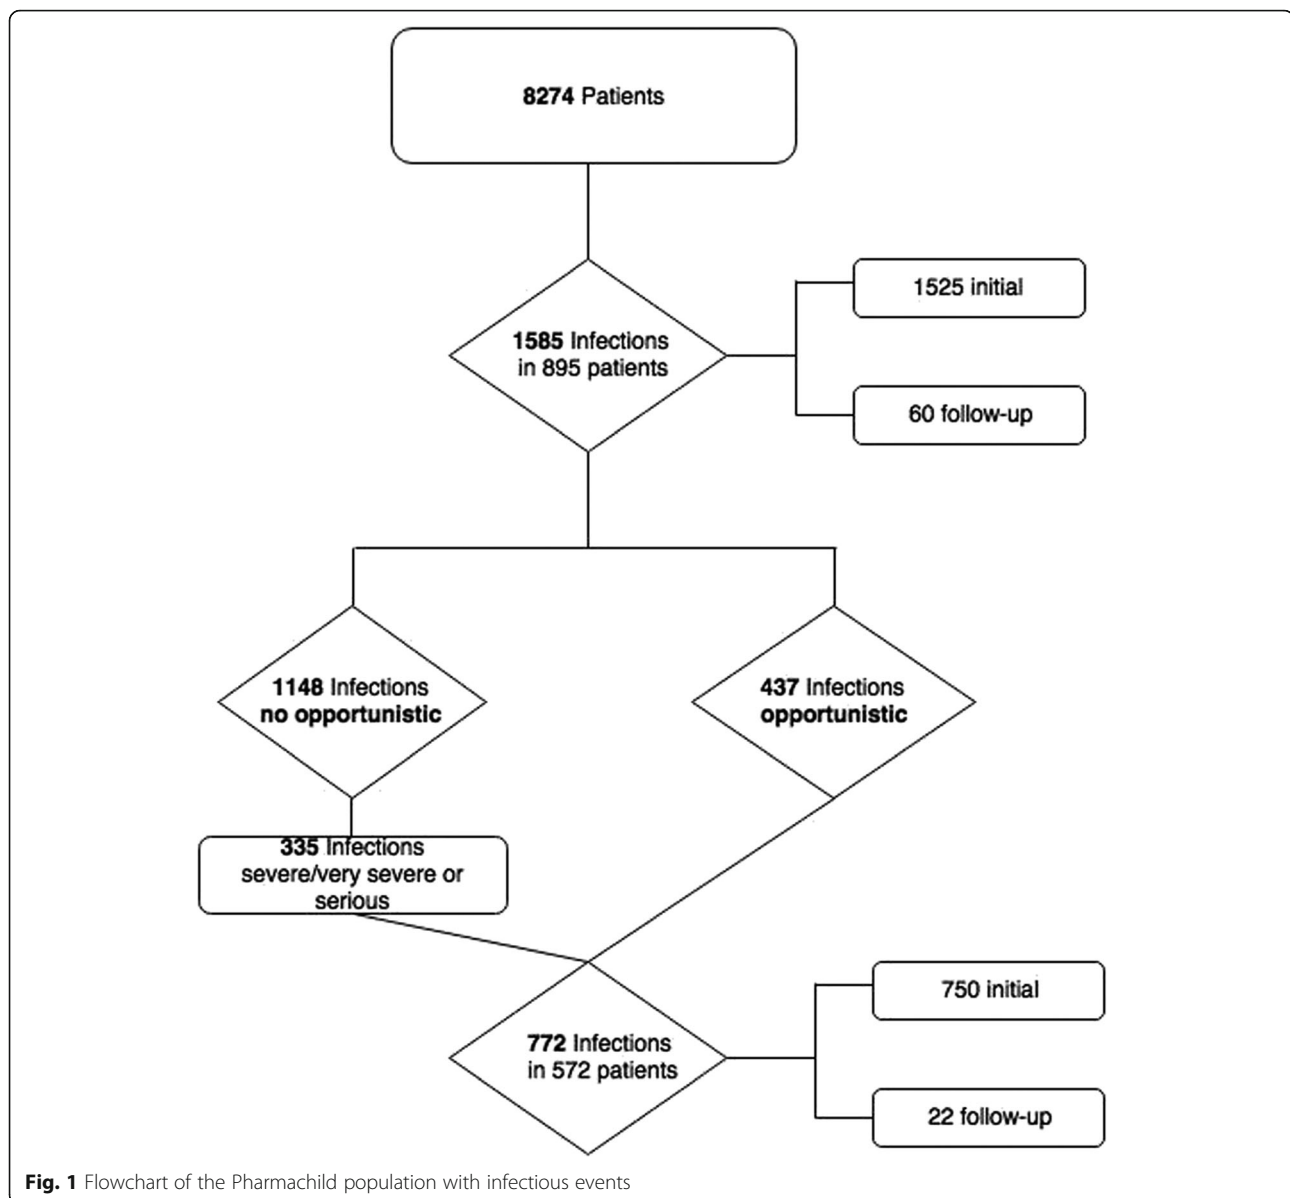 8274 Patients
1585 Infections
in 895 patients
1525 initial
60 follow-up
1148 Infections
no opportunistic
437 Infections
opportunistic
335 Infections
severe/very severe or
serious
772 Infections
in 572 patients
750 initial
22 follow-up
Fig. 1 Flowchart of the Pharmachild population with infectious events